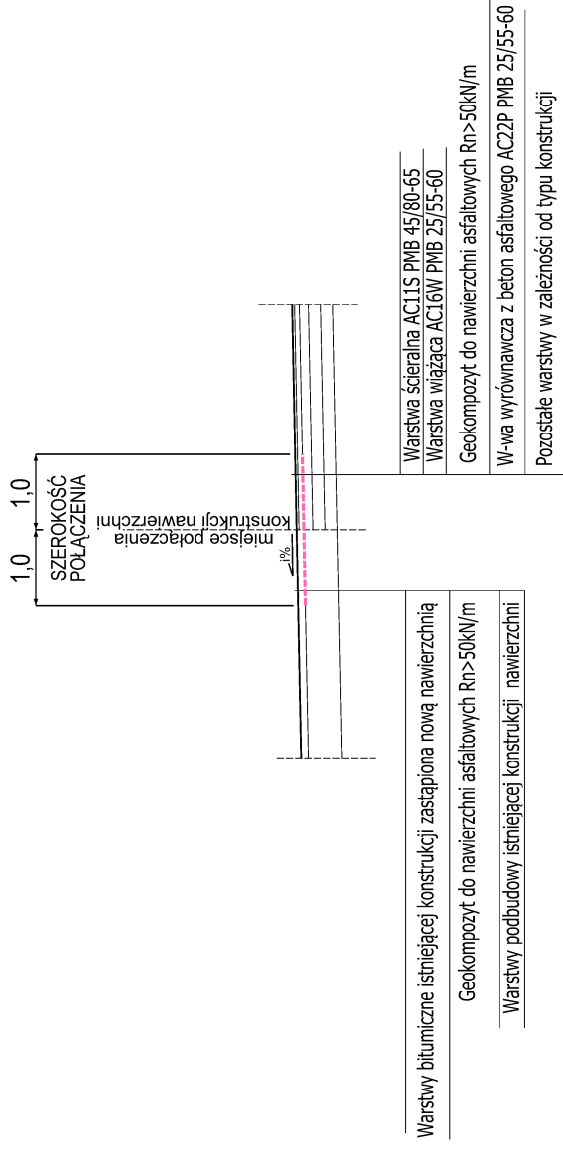 1,0
1,0
SZEROKOŚĆ
POŁĄCZENIA
miejsce połączenia
konstrukcji nawierzchni
i%
Warstwy bitumiczne istniejącej konstrukcji zastąpiona nową nawierzchnią
Geokompozyt do nawierzchni asfaltowych Rn>50kN/m
Warstwy podbudowy istniejącej konstrukcji nawierzchni
Warstwa ścieralna AC11S PMB 45/80-65
Warstwa wiążąca AC16W PMB 25/55-60
Geokompozyt do nawierzchni asfaltowych Rn>50kN/m
W-wa wyrównawcza z beton asfaltowego AC22P PMB 25/55-60
Pozostałe warstwy w zależności od typu konstrukcji